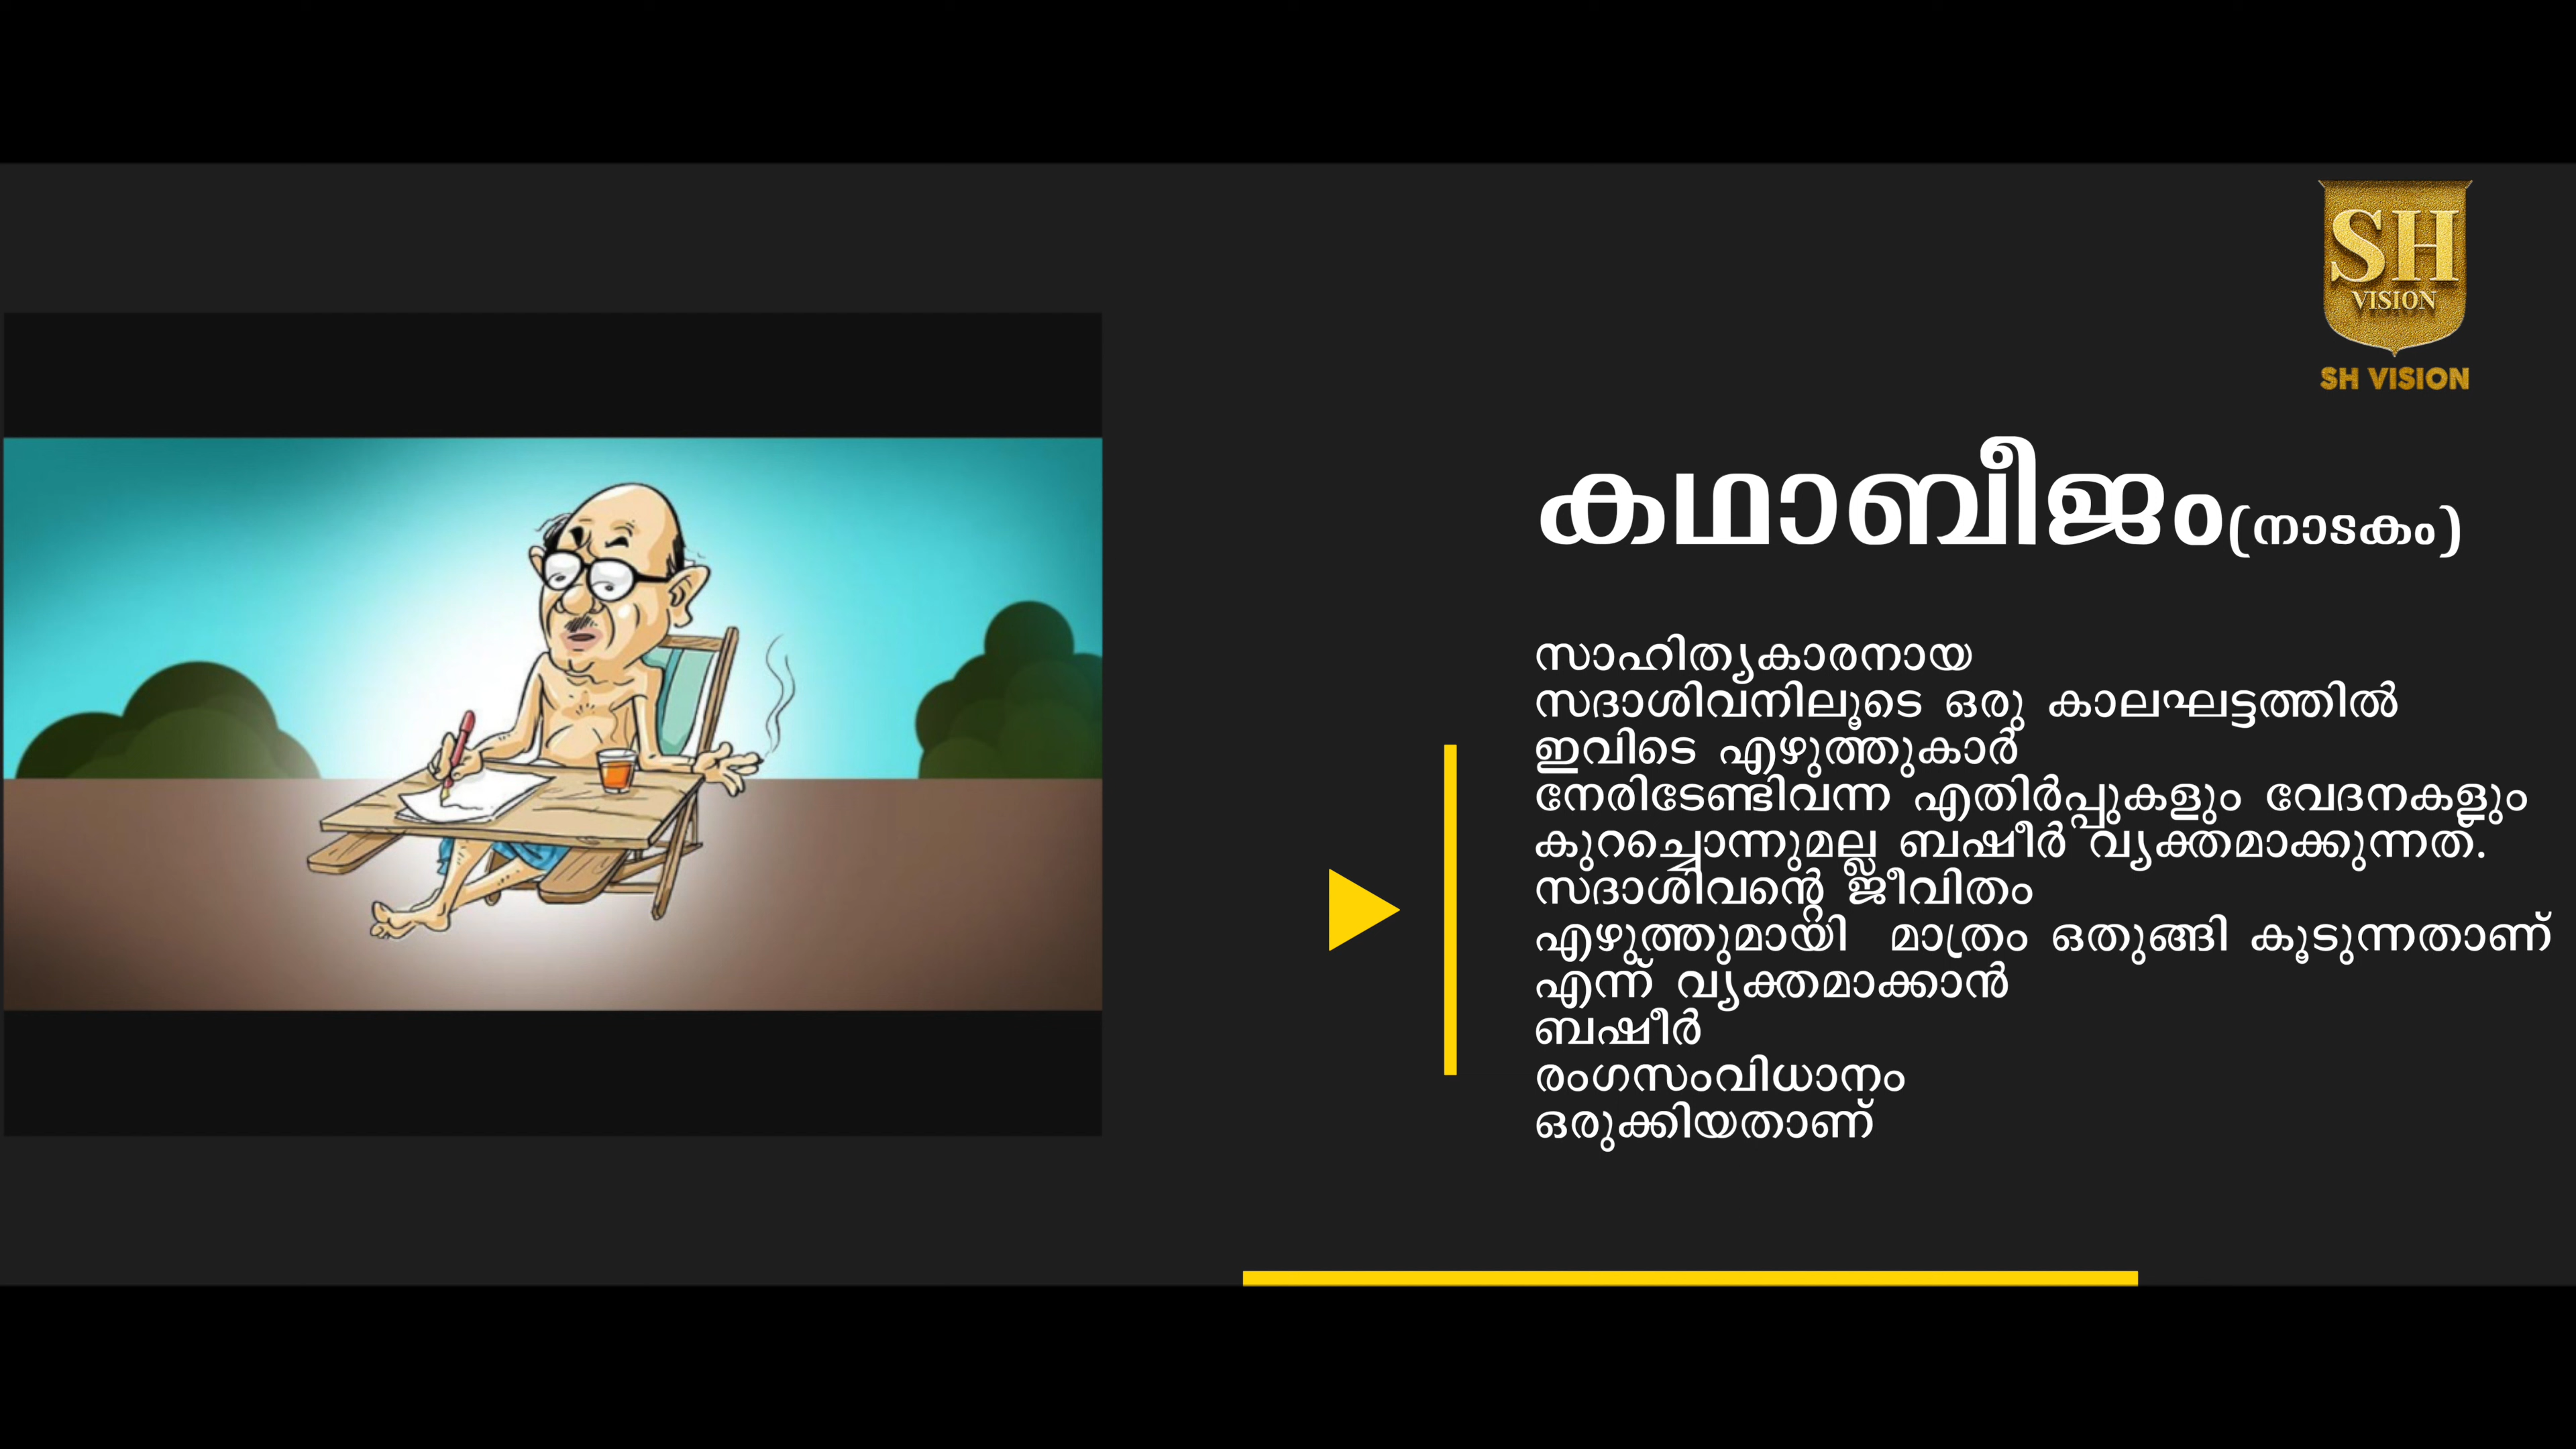 SH
VISION
SH VISION
കഥാബീജം(നാടകം)
സാഹിത്യകാരനായ
സദാശിവനിലൂടെ ഒരു കാലഘട്ടത്തിൽ
ഇവിടെ എഴുത്തുകാർ
നേരിടേണ്ടിവന്ന എതിർപ്പുകളും വേദനകളും
കുറച്ചൊന്നുമല്ല ബഷീർ വ്യക്തമാക്കുന്നത്.
സദാശിവന്റെ ജീവിതം
എഴുത്തുമായി മാത്രം ഒതുങ്ങി കൂടുന്നതാണ്
എന്ന് വ്യക്തമാക്കാൻ
ബഷീർ
രംഗസംവിധാനം
ഒരുക്കിയതാണ്